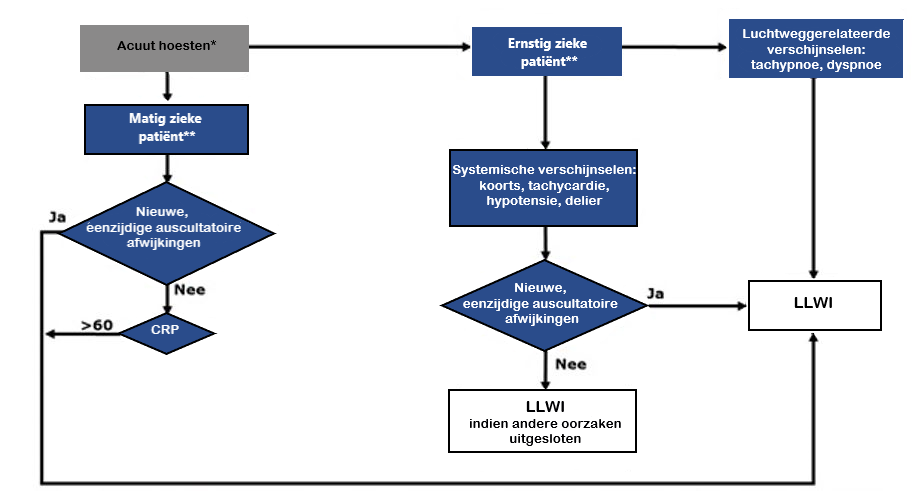 Acuut hoesten*
Ernstig zieke
patiënt**
Luchtweggerelateerde
verschijnselen:
tachypnoe, dyspnoe
Matig zieke
patiënt**
Systemische verschijnselen:
koorts, tachycardie,
hypotensie, delier
Ja
Nieuwe,
eenzijdige auscultatoire
afwijkingen
Nee
>60
CRP
Nieuwe,
eenzijdige auscultatoire
afwijkingen
Ja
LLWI
Nee
LLWI
indien andere oorzaken
uitgesloten